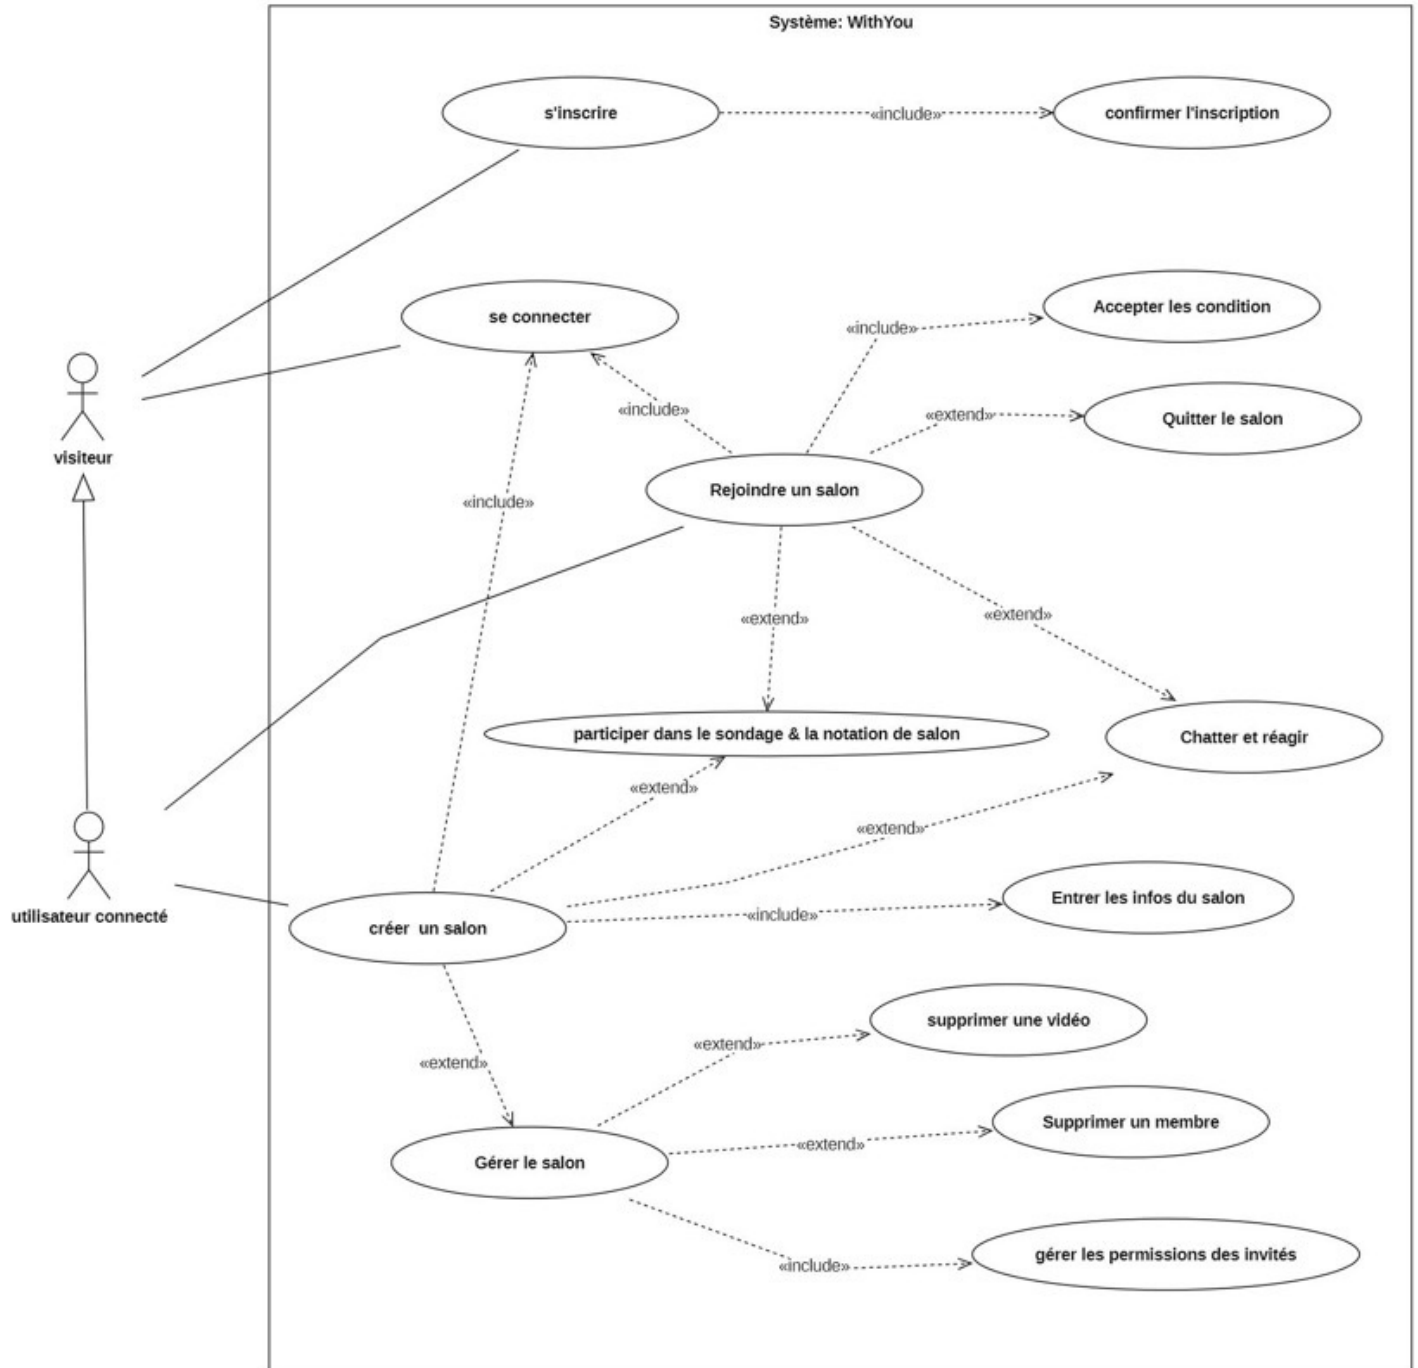 Système: WithYou
s'inscrire
«include»
confirmer l'inscription
Accepter les condition
se connecter
«include»
«include»
«extend»
Quitter le salon
visiteur
Rejoindre un salon
«include»
«extend»
«extend»
participer dans le sondage & la notation de salon
Chatter et réagir
«extend»
«extend»
Entrer les infos du salon
utilisateur connecté
créer  un salon
«include»
supprimer une vidéo
«extend»
«extend»
Supprimer un membre
«extend»
Gérer le salon
gérer les permissions des invités
«include»